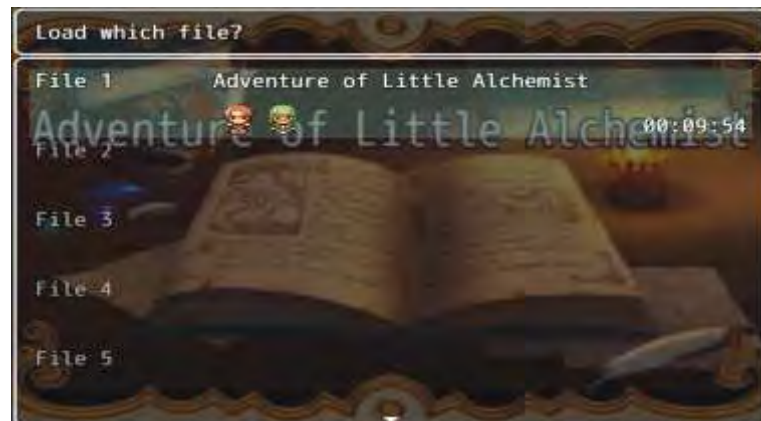 Load which file?
File 1 Adventure of Little Alchemist
Adventure of Little Alchemist
00:09:54
File 2
File 3
File 4
File 5